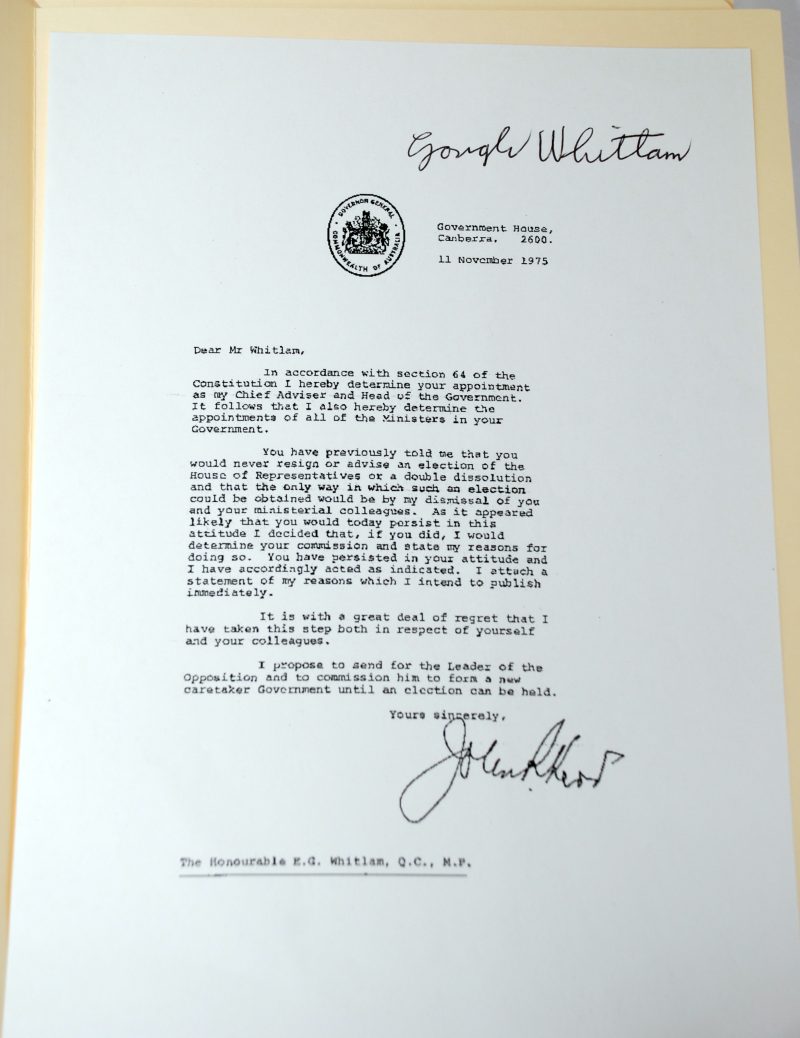 Gough Whitlam
GOVERNOR GENERAL
COMMONWEALTH OF AUSTRALIA
Government House,
Canberra. 2600.
11 November 1975
Dear Mr Whitlam,
In accordance with section 64 of the
Constitution I hereby determine your appointment
as my Chief Adviser and Head of the Government.
It follows that I also hereby determine the
appointments of all of the Ministers in your
Government.
You have previously told me that you
would never resign or advise an election of the
House of Representatives or a double dissolution
and that the only way in which such an election
could be obtained would be by my dismissal of you
and your ministerial colleagues. As it appeared
likely that you would today persist in this
attitude I decided that, if you did, I would
determine your commission and state my reasons for
doing so. You have persisted in your attitude and
I have accordingly acted as indicated. I attach a
statement of my reasons which I intend to publish
immediately.
It is with a great deal of regret that I
have taken this step both in respect of yourself
and your colleagues.
I propose to send for the Leader of the
Opposition and to commission him to form a new
caretaker Government until an election can be held.
Yours sincerely,
John R Kerr
The Honourable E.G. Whitlam, Q.C., M.P.